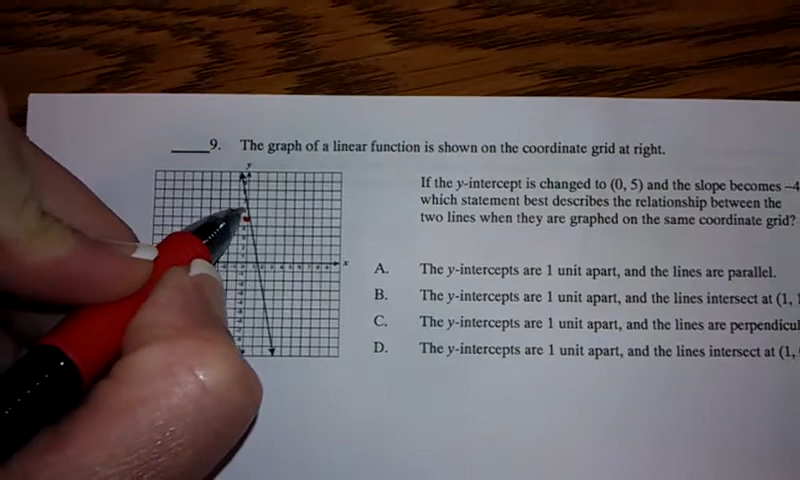 9. The graph of a linear function is shown on the coordinate grid at right.
y
x
If the y-intercept is changed to (0, 5) and the slope becomes –4
which statement best describes the relationship between the
two lines when they are graphed on the same coordinate grid?
A. The y-intercepts are 1 unit apart, and the lines are parallel.
B. The y-intercepts are 1 unit apart, and the lines intersect at (1,
C. The y-intercepts are 1 unit apart, and the lines are
D. The y-intercepts are 1 unit apart, and the lines intersect at (1,